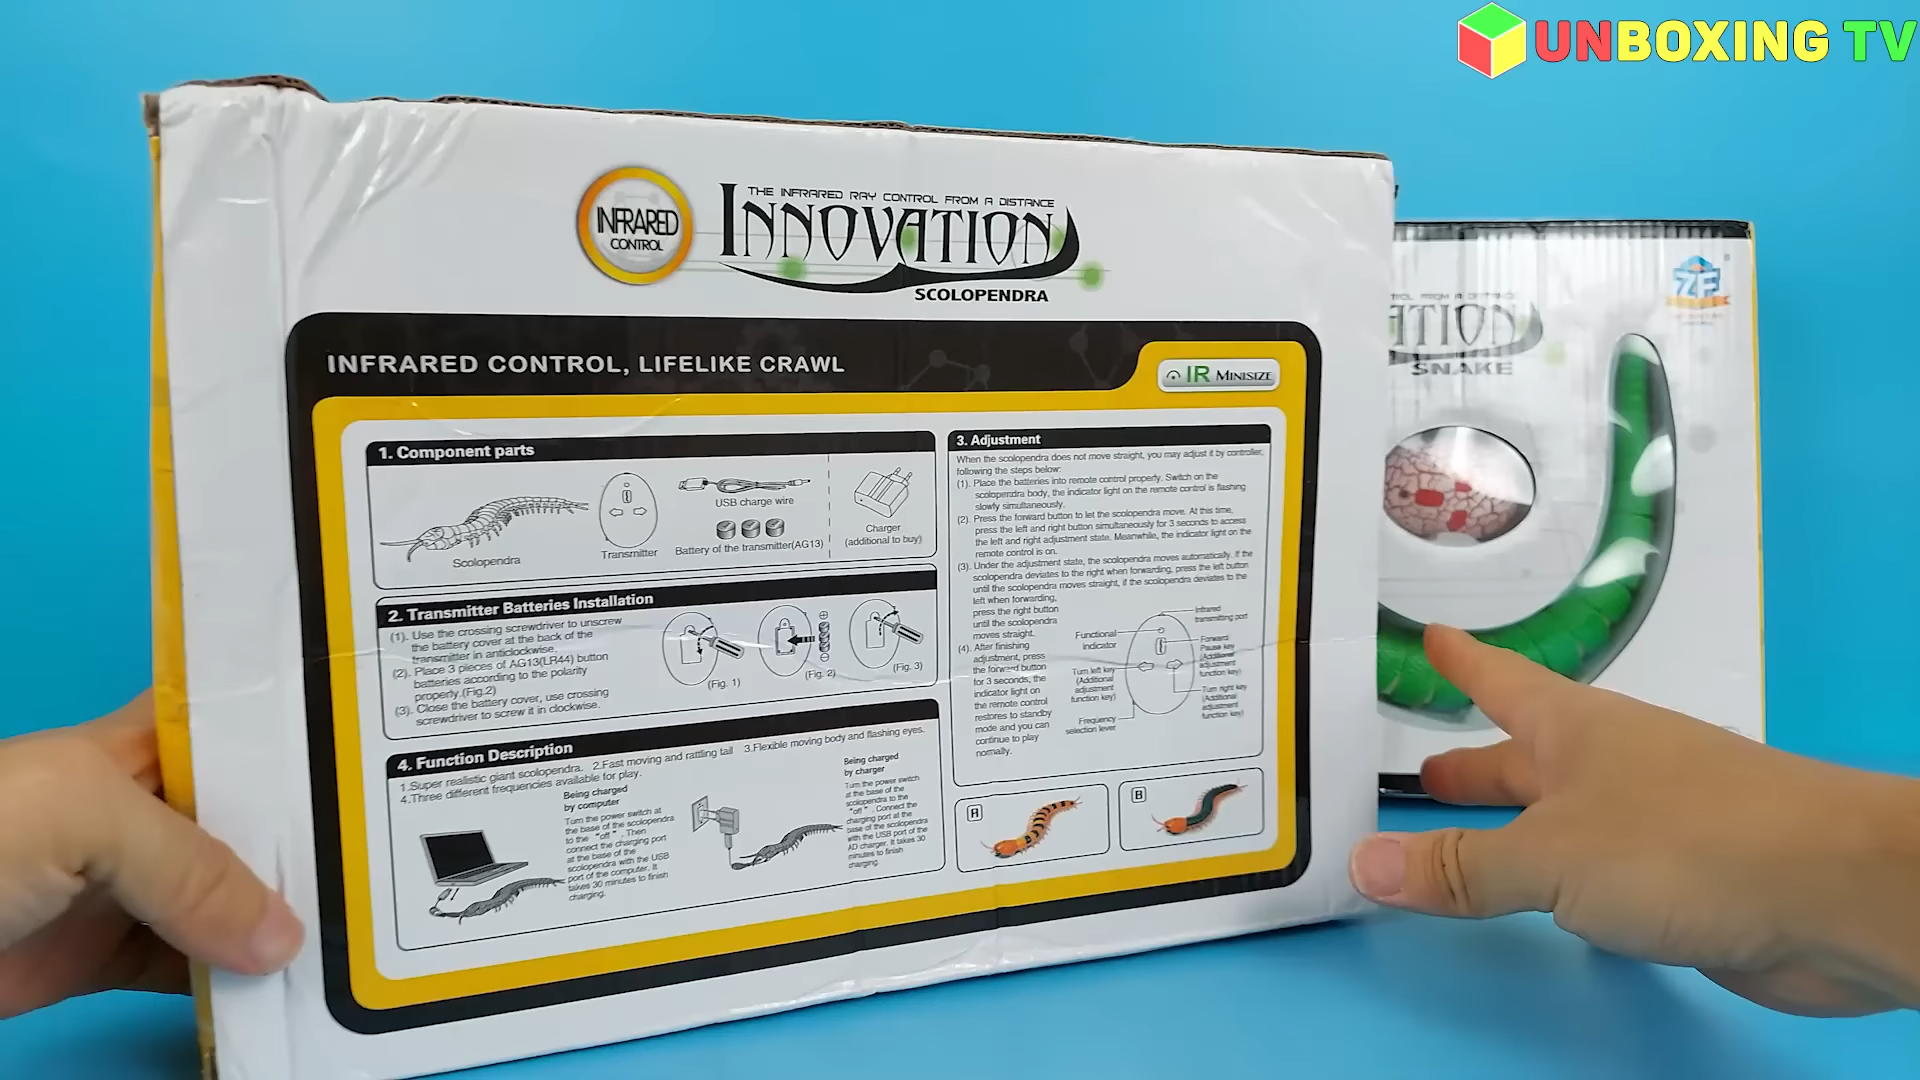 UNBOXING TV
INFRARED
CONTROL
THE INFRARED RAY CONTROL FROM A DISTANCE
INNOVATION
SCOLOPENDRA
INFRARED CONTROL, LIFELIKE CRAWL
IR MINISIZE
1. Component parts
Scolopendra
Transmitter
USB charge wire
Battery of the transmitter(AG13)
Charger
(additional to buy)
2. Transmitter Batteries Installation
(1). Use the crossing screwdriver to unscrew
the battery cover at the back of the
transmitter in anticlockwise.
(2). Place 3 pieces of AG13(LR44) button
batteries according to the polarity
properly.(Fig.2)
(3). Close the battery cover, use crossing
screwdriver to screw it in clockwise.
(Fig. 1)
(Fig. 2)
(Fig. 3)
3. Adjustment
When the scolopendra does not move straight, you may adjust it by controller,
following the steps below:
(1). Place the batteries into remote control properly. Switch on the
scolopendra body, the indicator light on the remote control is flashing
slowly simultaneously.
(2). Press the forward button to let the scolopendra move. At this time,
press the left and right button simultaneously for 3 seconds to access
the left and right adjustment state. Meanwhile, the indicator light on the
remote control is on.
(3). Under the adjustment state, the scolopendra moves automatically. If the
scolopendra deviates to the right when forwarding, press the left button
until the scolopendra moves straight, if the scolopendra deviates to the
left when forwarding,
press the right button
until the scolopendra
moves straight.
(4). After finishing
adjustment, press
the forward button
for 3 seconds, the
indicator light on
the remote control
restores to standby
mode and you can
continue to play
normally.
Functional
indicator
Turn left key
(Additional
adjustment
function key)
Frequency
selection lever
Infrared
transmitting port
Forward
Pause key
(Additional
adjustment
function key)
Turn right key
(Additional
adjustment
function key)
4. Function Description
1.Super realistic giant scolopendra. 2.Fast moving and rattling tail 3.Flexible moving body and flashing eyes.
4.Three different frequencies available for play.
Being charged
by computer
Turn the power switch at
the base of the scolopendra
to the "off". Then
connect the charging port
at the base of the
scolopendra with the USB
port of the computer. It
takes 30 minutes to finish
charging.
Being charged
by charger
Turn the power switch
at the base of the
scolopendra to the
"off". Connect the
charging port at the
base of the scolopendra
with the USB port of the
AD charger. It takes 30
minutes to finish
charging.
A
B
ATION
SNAKE
ZF